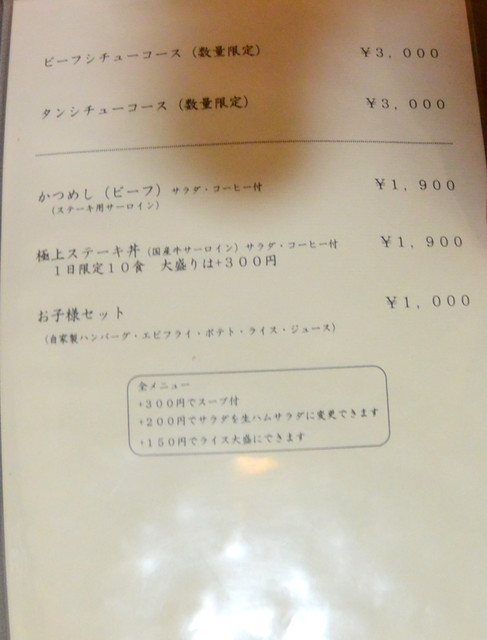 ビーフシチューコース（数量限定） ￥３，０００
タンシチューコース（数量限定） ￥３，０００
かつめし（ビーフ）サラダ・コーヒー付 ￥１，９００
（ステーキ用サーロイン）
極上ステーキ丼（国産牛サーロイン）サラダ・コーヒー付 ￥１，９００
１日限定１０食　大盛りは+３００円
お子様セット ￥１，０００
（自家製ハンバーグ・エビフライ・ポテト・ライス・ジュース）
全メニュー
+３００円でスープ付
+２００円でサラダを生ハムサラダに変更できます
+１５０円でライス大盛にできます